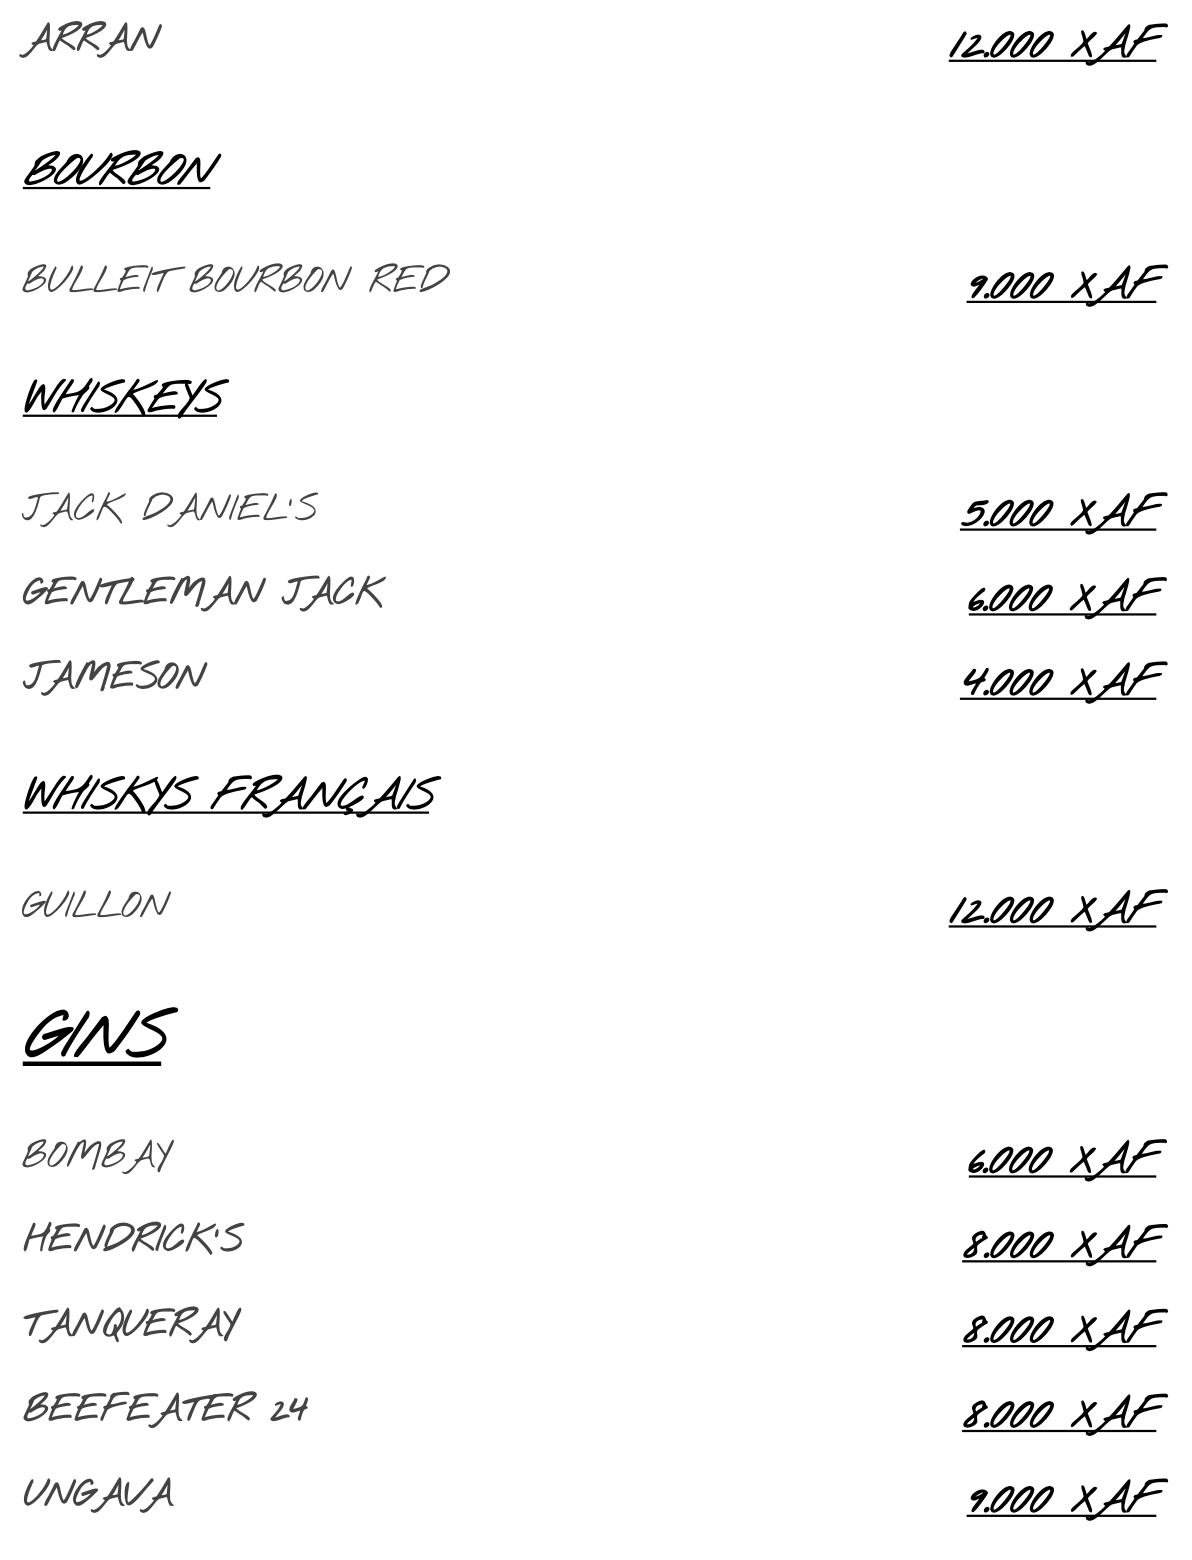 ARRAN 12.000 XAF
BOURBON
BULLEIT BOURBON RED 9.000 XAF
WHISKEYS
JACK DANIEL'S 5.000 XAF
GENTLEMAN JACK 6.000 XAF
JAMESON 4.000 XAF
WHISKYS FRANÇAIS
GUILLON 12.000 XAF
GINS
BOMBAY 6.000 XAF
HENDRICK'S 8.000 XAF
TANQUERAY 8.000 XAF
BEEFEATER 24 8.000 XAF
UNGAVA 9.000 XAF